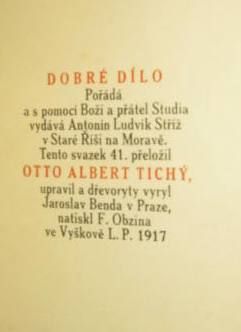 DOBRÉ DÍLO
Pořádá
a s pomocí Boží a přátel Studia
vydává Antonín Ludvík Stříž
v Staré Říši na Moravě.
Tento svazek 41. přeložil
OTTO ALBERT TICHÝ,
upravil a dřevoryty vyryl
Jaroslav Benda v Praze,
natiskl F. Obzina
ve Vyškově L. P. 1917